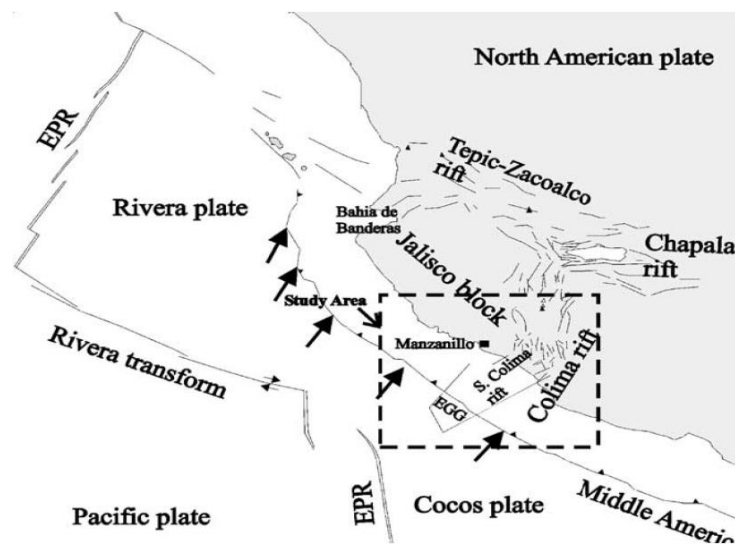 North American plate
EPR
Tepic-Zacoalco
rift
Rivera plate
Bahia de
Banderas
Chapala
rift
Jalisco block
Study Area
Manzanillo
Rivera transform
S. Colima
rift
Colima rift
EGG
Cocos plate
EPR
Middle Americ
Pacific plate